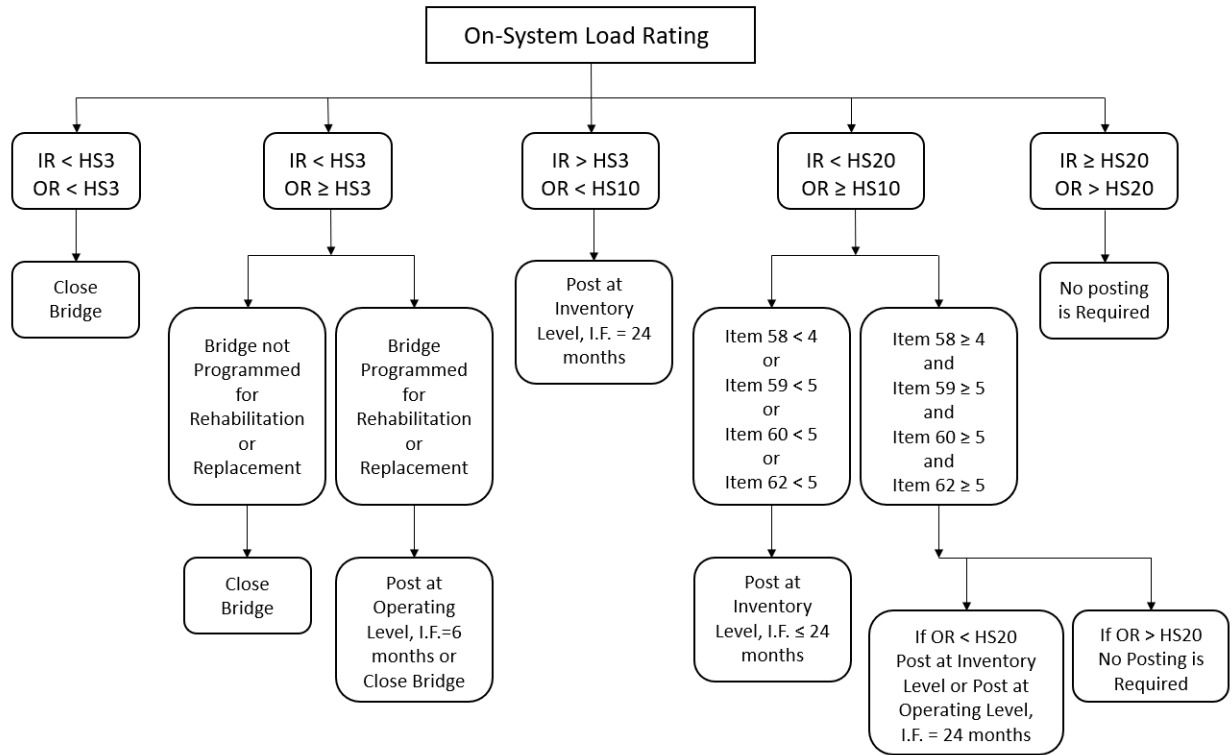 On-System Load Rating
IR < HS3
OR < HS3
IR < HS3
OR ≥ HS3
IR > HS3
OR < HS10
IR < HS20
OR ≥ HS10
IR ≥ HS20
OR > HS20
Close
Bridge
Bridge not
Programmed
for
Rehabilitation
or
Replacement
Bridge
Programmed
for
Rehabilitation
or
Replacement
Post at
Inventory
Level, I.F. = 24
months
Item 58 < 4
or
Item 59 < 5
or
Item 60 < 5
or
Item 62 < 5
Item 58 ≥ 4
and
Item 59 ≥ 5
and
Item 60 ≥ 5
and
Item 62 ≥ 5
No posting
is Required
Close
Bridge
Post at
Operating
Level, I.F.=6
months or
Close Bridge
Post at
Inventory
Level, I.F. ≤ 24
months
If OR < HS20
Post at Inventory
Level or Post at
Operating Level,
I.F. = 24 months
If OR > HS20
No Posting is
Required